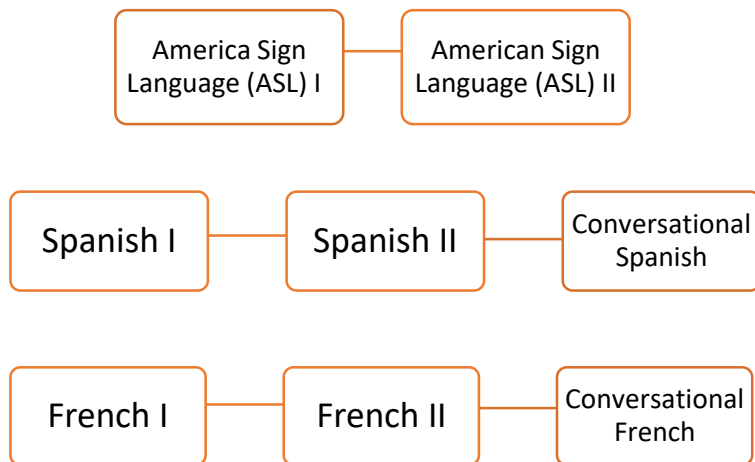 America Sign
Language (ASL) I
American Sign
Language (ASL) II
Spanish I
Spanish II
Conversational
Spanish
French I
French II
Conversational
French